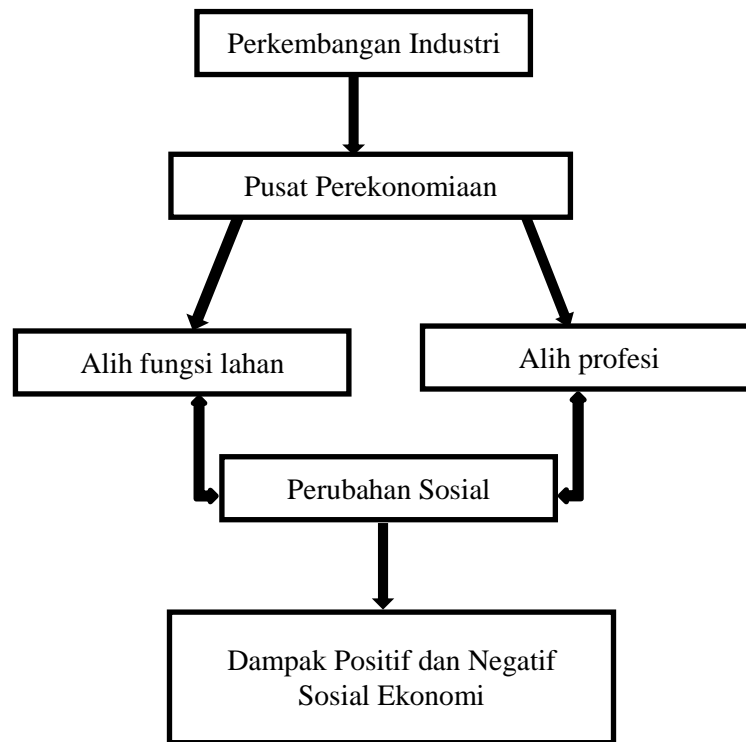 Perkembangan Industri
Pusat Perekonomiaan
Alih fungsi lahan
Alih profesi
Perubahan Sosial
Dampak Positif dan Negatif
Sosial Ekonomi